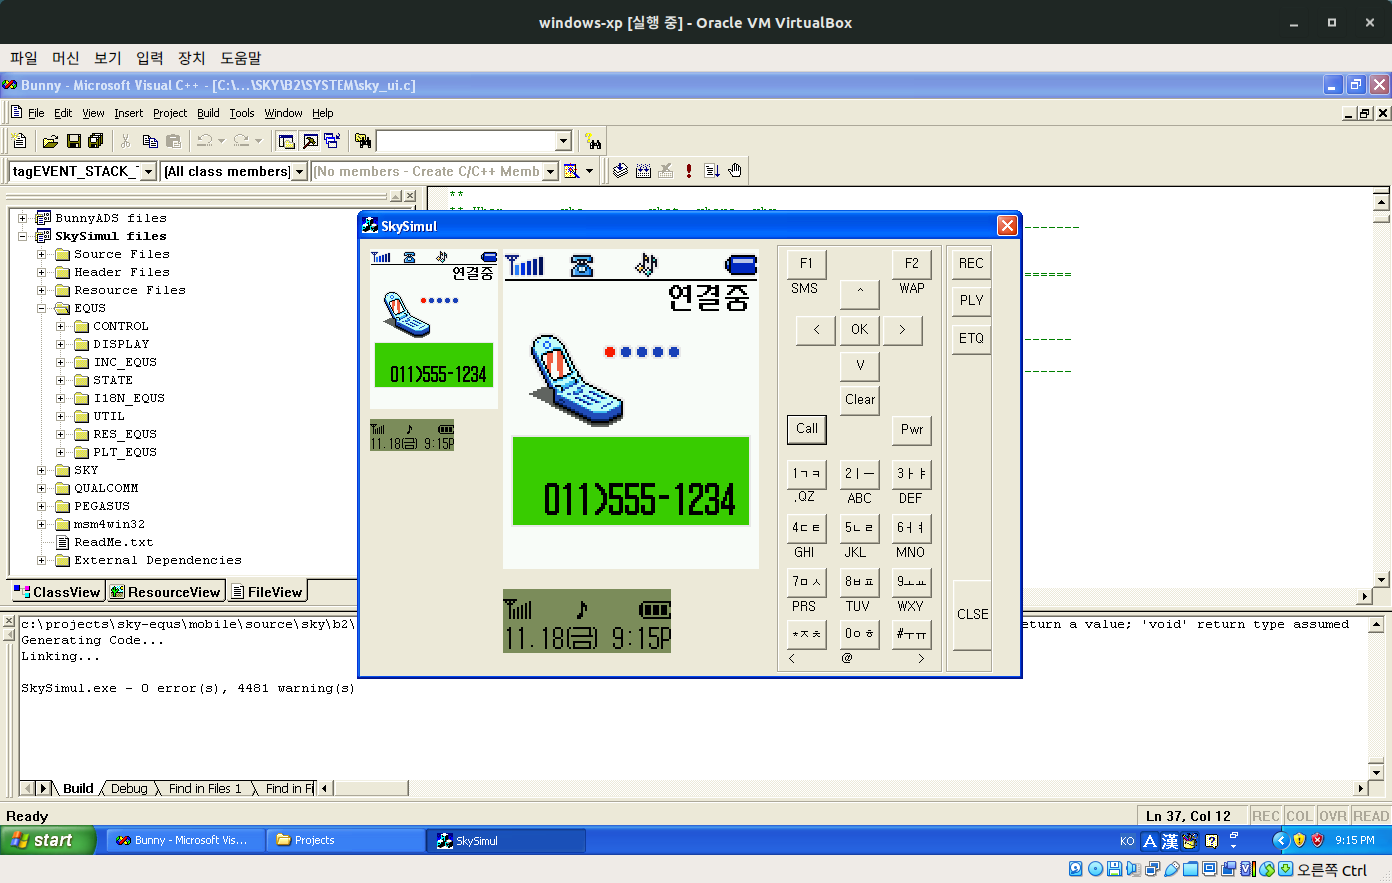 windows-xp [실행 중] - Oracle VM VirtualBox
파일 머신 보기 입력 장치 도움말
Bunny - Microsoft Visual C++ - [C:\...\SKY\B2\SYSTEM\sky_ui.c]
File Edit View Insert Project Build Tools Window Help
tagEVENT_STACK_ [All class members] [No members - Create C/C++ Memb
**
BunnyADS files
SkySimul files
Source Files
Header Files
Resource Files
EQUS
CONTROL
DISPLAY
INC_EQUS
STATE
I18N_EQUS
UTIL
RES_EQUS
PLT_EQUS
SKY
QUALCOMM
PEGASUS
msm4win32
ReadMe.txt
External Dependencies
ClassView ResourceView FileView
SkySimul
연결중
011)555-1234
11.18(금) 9:15P
연결중
011)555-1234
11.18(금) 9:15P
F1 F2 REC
SMS WAP
^ PLY
< OK > ETQ
V
Clear
Call Pwr
1ㄱㅋ 2ㅣㅡ 3ㅏㅑ
.QZ ABC DEF
4ㄷㅌ 5ㄴㄹ 6ㅓㅕ
GHI JKL MNO
7ㅁㅅ 8ㅂㅍ 9ㅗㅛ
PRS TUV WXY
CLSE
*ㅈㅊ 0ㅇㅎ #ㅜㅠ
< @ >
c:\projects\sky-equs\mobile\source\sky\b2\ eturn a value; 'void' return type assumed
Generating Code...
Linking...
SkySimul.exe - 0 error(s), 4481 warning(s)
Build Debug Find in Files 1 Find in Fi
Ready Ln 37, Col 12 REC COL OVR READ
start Bunny - Microsoft Vis... Projects SkySimul KO A 漢 9:15 PM
오른쪽 Ctrl